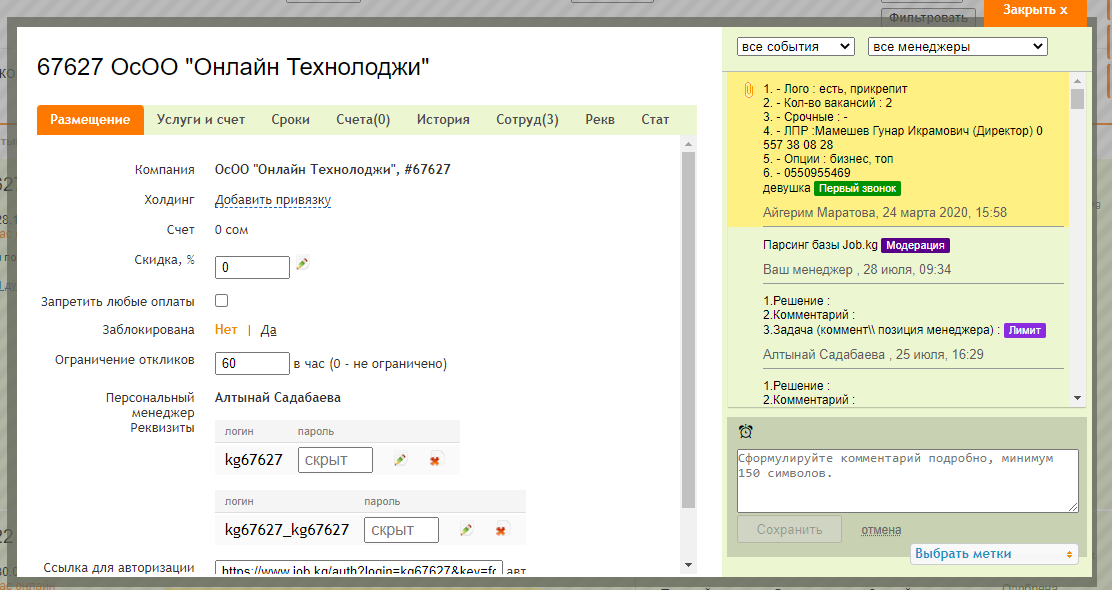 Закрыть x
Фильтровать
67627 ОсОО "Онлайн Технолоджи"
Размещение Услуги и счет Сроки Счета(0) История Сотруд(3) Рекв Стат
Компания ОсОО "Онлайн Технолоджи", #67627
Холдинг Добавить привязку
Счет 0 сом
Скидка, % 0
Запретить любые оплаты
Заблокирована Нет | Да
Ограничение откликов 60 в час (0 - не ограничено)
Персональный Алтынай Садабаева
менеджер
Реквизиты
логин пароль
kg67627 скрыт
логин пароль
kg67627_kg67627 скрыт
Ссылка для авторизации https://www.job.kg/auth?login=kg67627&key=fc авт
все события все менеджеры
1. - Лого : есть, прикрепит
2. - Кол-во вакансий : 2
3. - Срочные : -
4. - ЛПР :Мамешев Гунар Икрамович (Директор) 0
557 38 08 28
5. - Опции : бизнес, топ
6. - 0550955469
девушка Первый звонок
Айгерим Маратова, 24 марта 2020, 15:58
Парсинг базы Job.kg Модерация
Ваш менеджер , 28 июля, 09:34
1.Решение :
2.Комментарий :
3.Задача (коммент\\ позиция менеджера) : Лимит
Алтынай Садабаева , 25 июля, 16:29
1.Решение :
2.Комментарий :
Сформулируйте комментарий подробно, минимум
150 символов.
Сохранить отмена
Выбрать метки